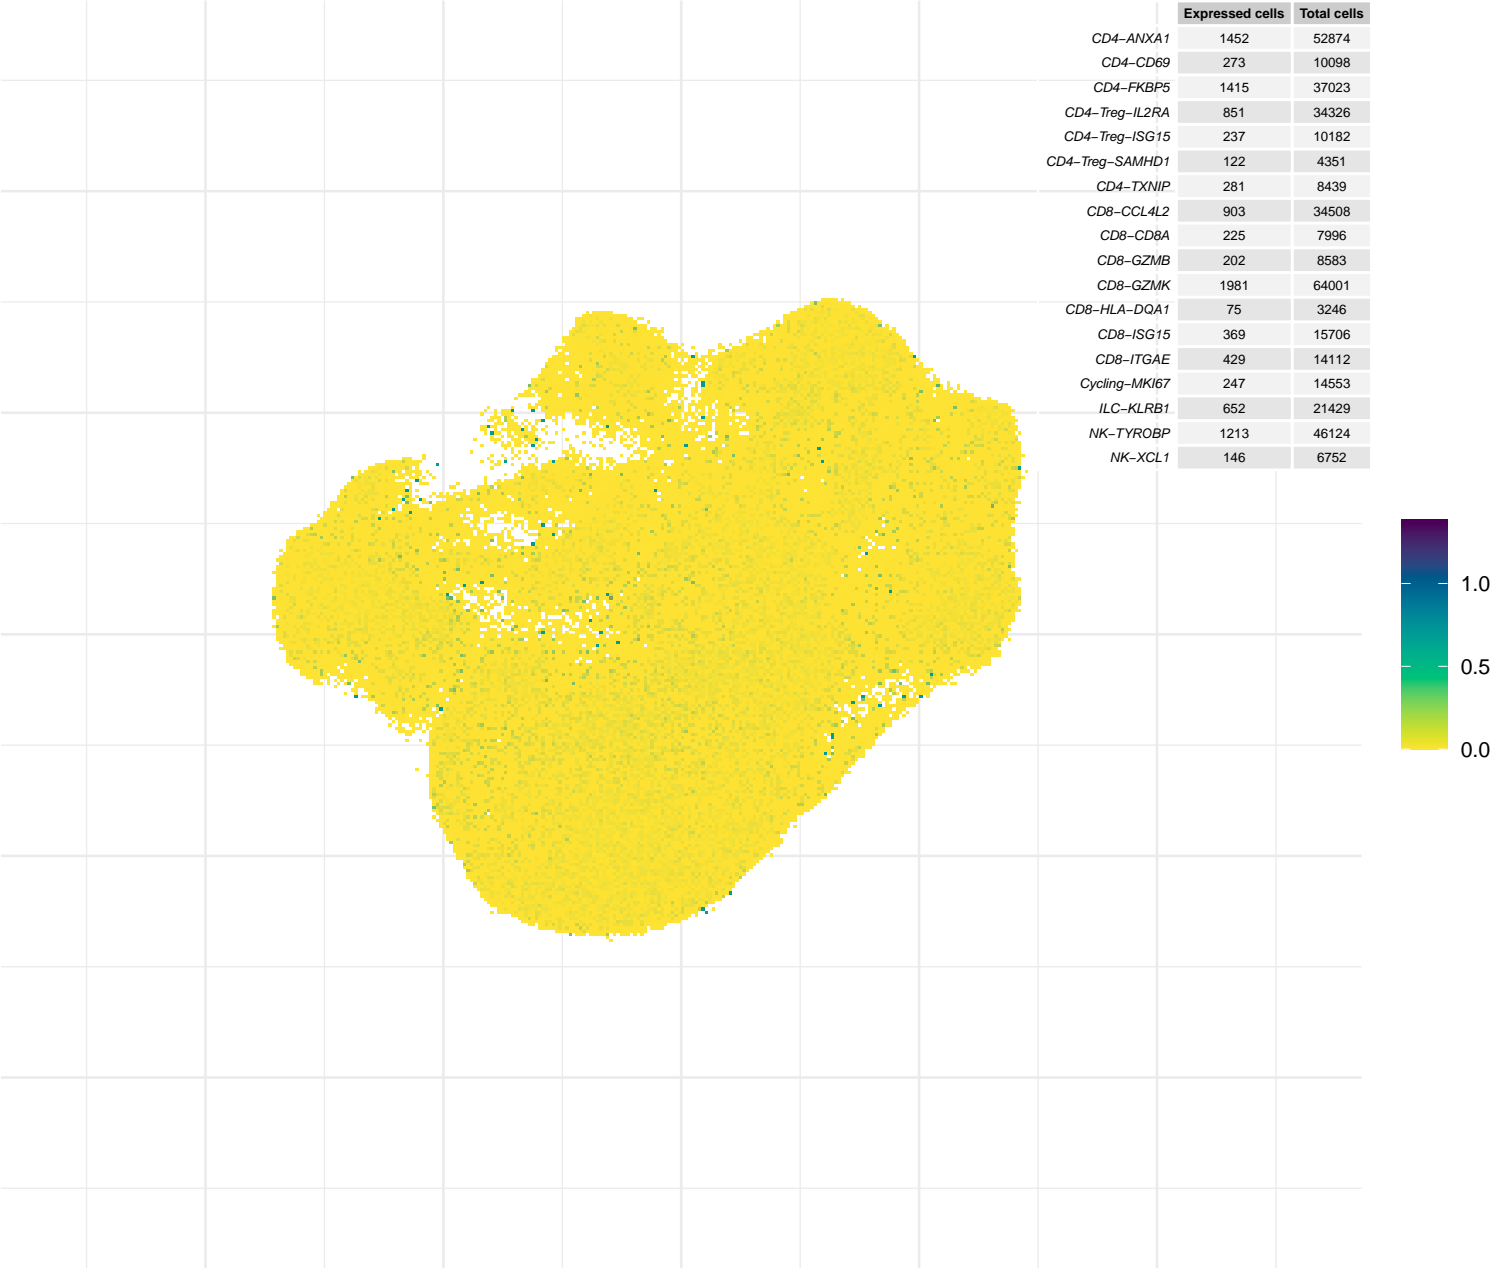 Expressed cells Total cells
CD4−ANXA1 1452 52874
CD4−CD69 273 10098
CD4−FKBP5 1415 37023
CD4−Treg−IL2RA 851 34326
CD4−Treg−ISG15 237 10182
CD4−Treg−SAMHD1 122 4351
CD4−TXNIP 281 8439
CD8−CCL4L2 903 34508
CD8−CD8A 225 7996
CD8−GZMB 202 8583
CD8−GZMK 1981 64001
CD8−HLA−DQA1 75 3246
CD8−ISG15 369 15706
CD8−ITGAE 429 14112
Cycling−MKI67 247 14553
ILC−KLRB1 652 21429
NK−TYROBP 1213 46124
NK−XCL1 146 6752
1.0
0.5
0.0